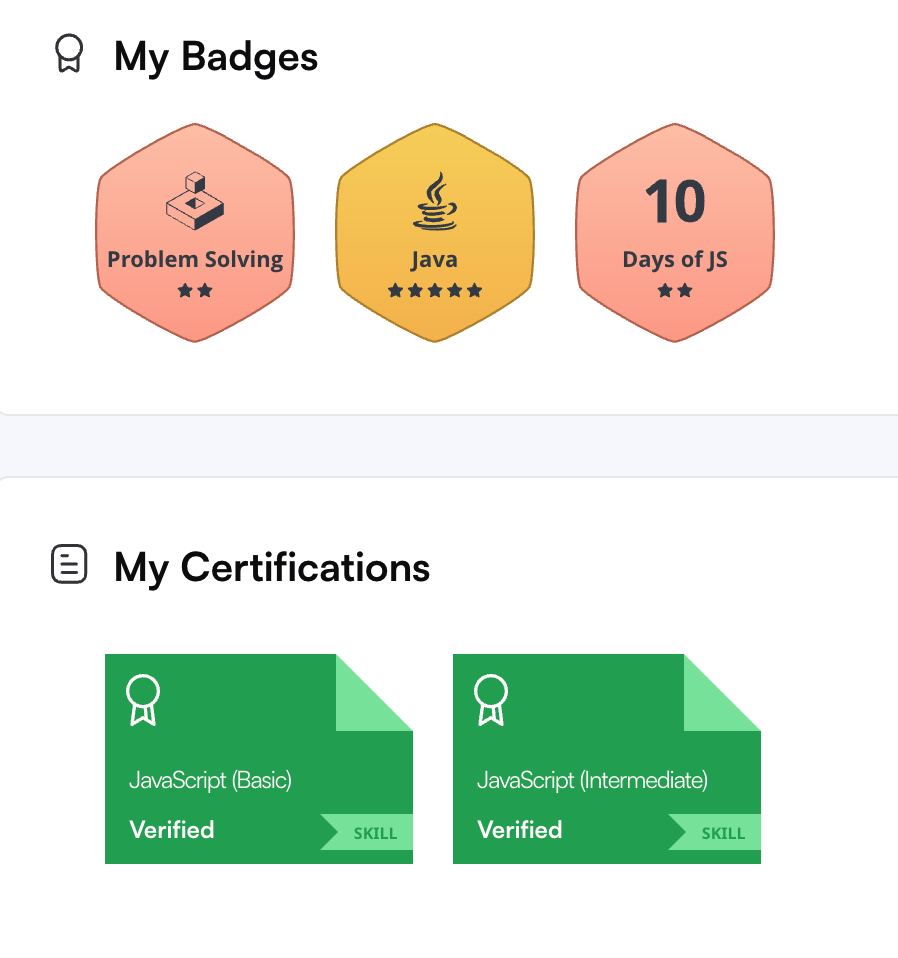 My Badges
Problem Solving
Java
10
Days of JS
My Certifications
JavaScript (Basic)
Verified
SKILL
JavaScript (Intermediate)
Verified
SKILL